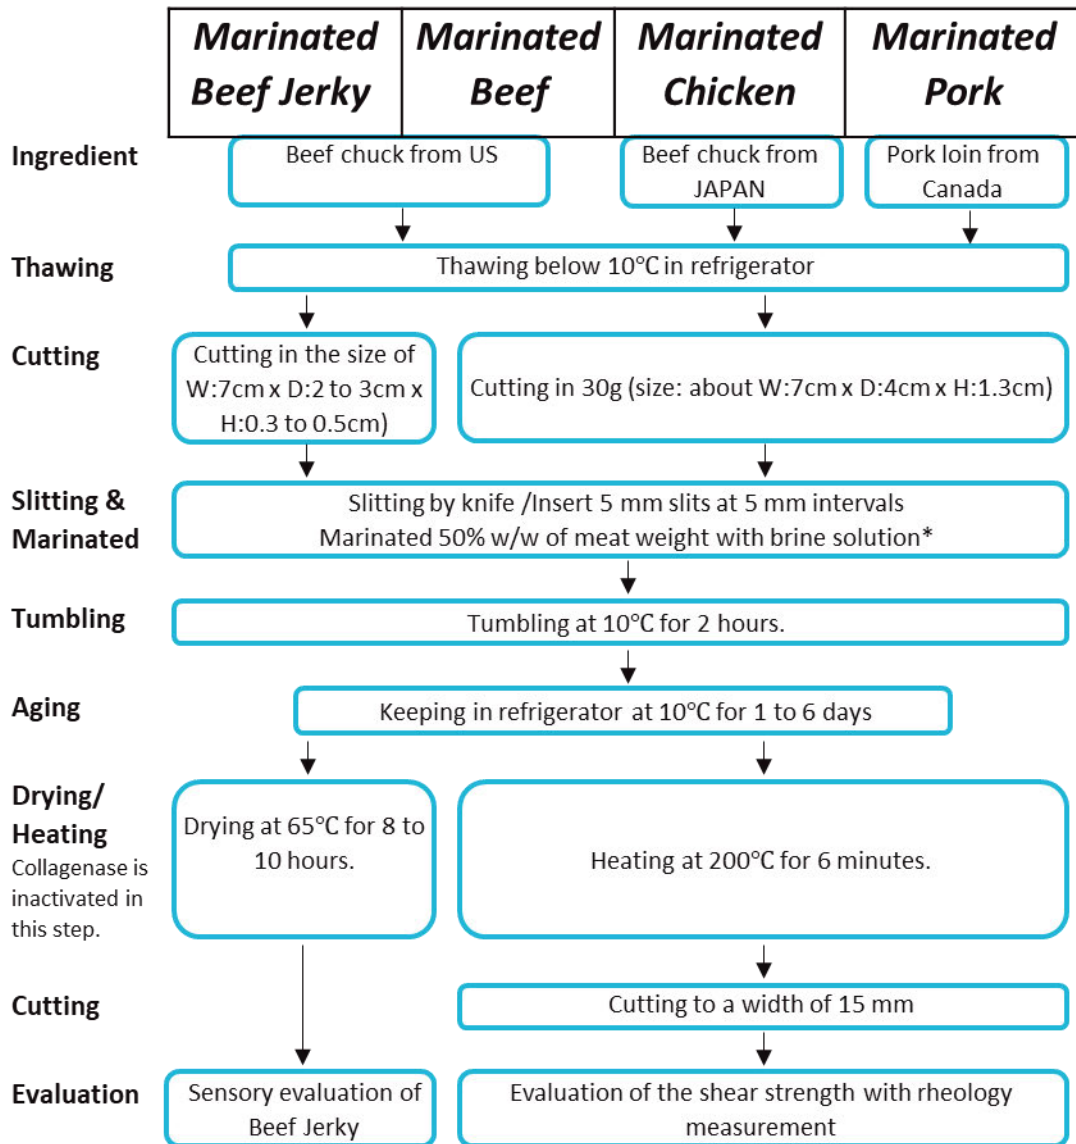 Marinated
Beef Jerky
Marinated
Beef
Marinated
Chicken
Marinated
Pork
Ingredient
Beef chuck from US
Beef chuck from
JAPAN
Pork loin from
Canada
Thawing
Thawing below 10℃ in refrigerator
Cutting
Cutting in the size of
W:7cm x D:2 to 3cm x
H:0.3 to 0.5cm)
Cutting in 30g (size: about W:7cm x D:4cm x H:1.3cm)
Slitting &
Marinated
Slitting by knife /Insert 5 mm slits at 5 mm intervals
Marinated 50% w/w of meat weight with brine solution*
Tumbling
Tumbling at 10℃ for 2 hours.
Aging
Keeping in refrigerator at 10℃ for 1 to 6 days
Drying/
Heating
Collagenase is
inactivated in
this step.
Drying at 65℃ for 8 to
10 hours.
Heating at 200℃ for 6 minutes.
Cutting
Cutting to a width of 15 mm
Evaluation
Sensory evaluation of
Beef Jerky
Evaluation of the shear strength with rheology
measurement